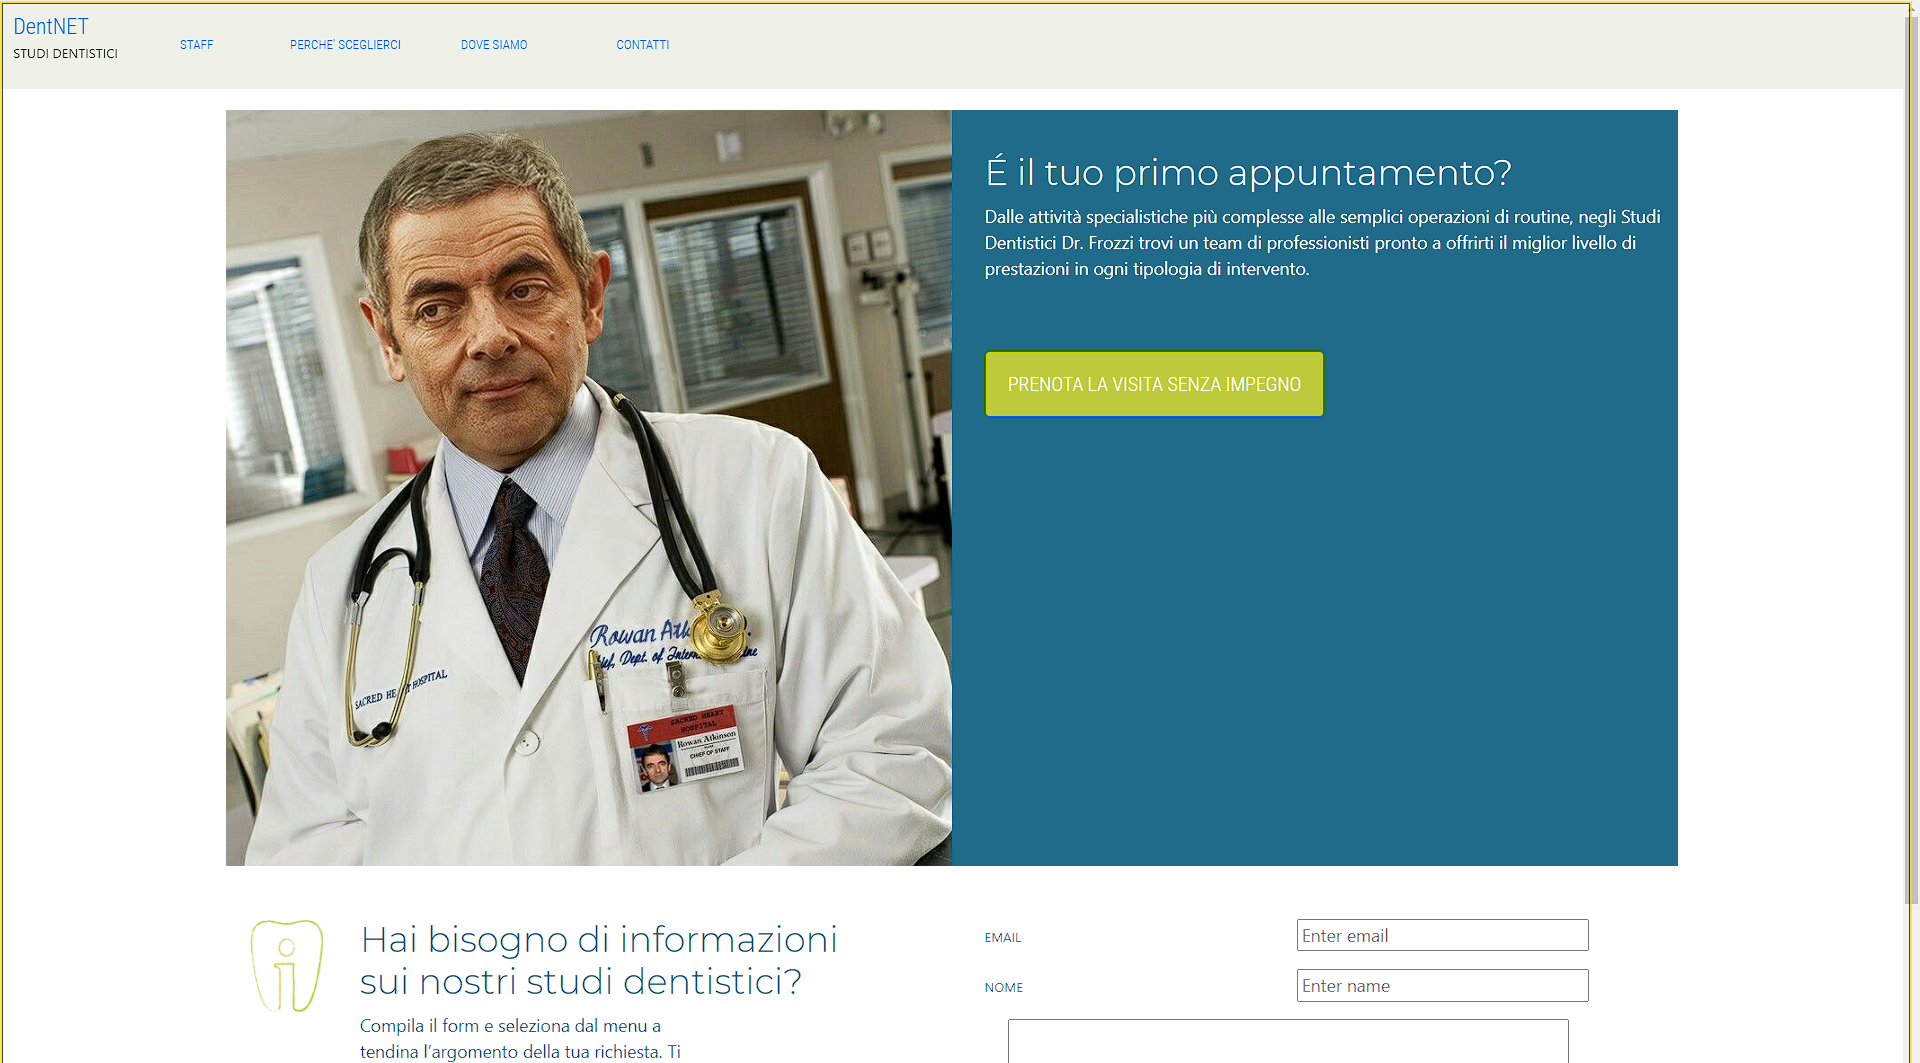 DentNET
STUDI DENTISTICI
STAFF
PERCHE' SCEGLIERCI
DOVE SIAMO
CONTATTI
É il tuo primo appuntamento?
Dalle attività specialistiche più complesse alle semplici operazioni di routine, negli Studi
Dentistici Dr. Frozzi trovi un team di professionisti pronto a offrirti il miglior livello di
prestazioni in ogni tipologia di intervento.
PRENOTA LA VISITA SENZA IMPEGNO
Rowan
Dept. of
SACRED HE T HOSPITAL
SACRED HEART
HOSPITAL
Rowan Atkinson
CHIEF OF STAFF
Hai bisogno di informazioni
sui nostri studi dentistici?
Compila il form e seleziona dal menu a
tendina l’argomento della tua richiesta. Ti
EMAIL
Enter email
NOME
Enter name